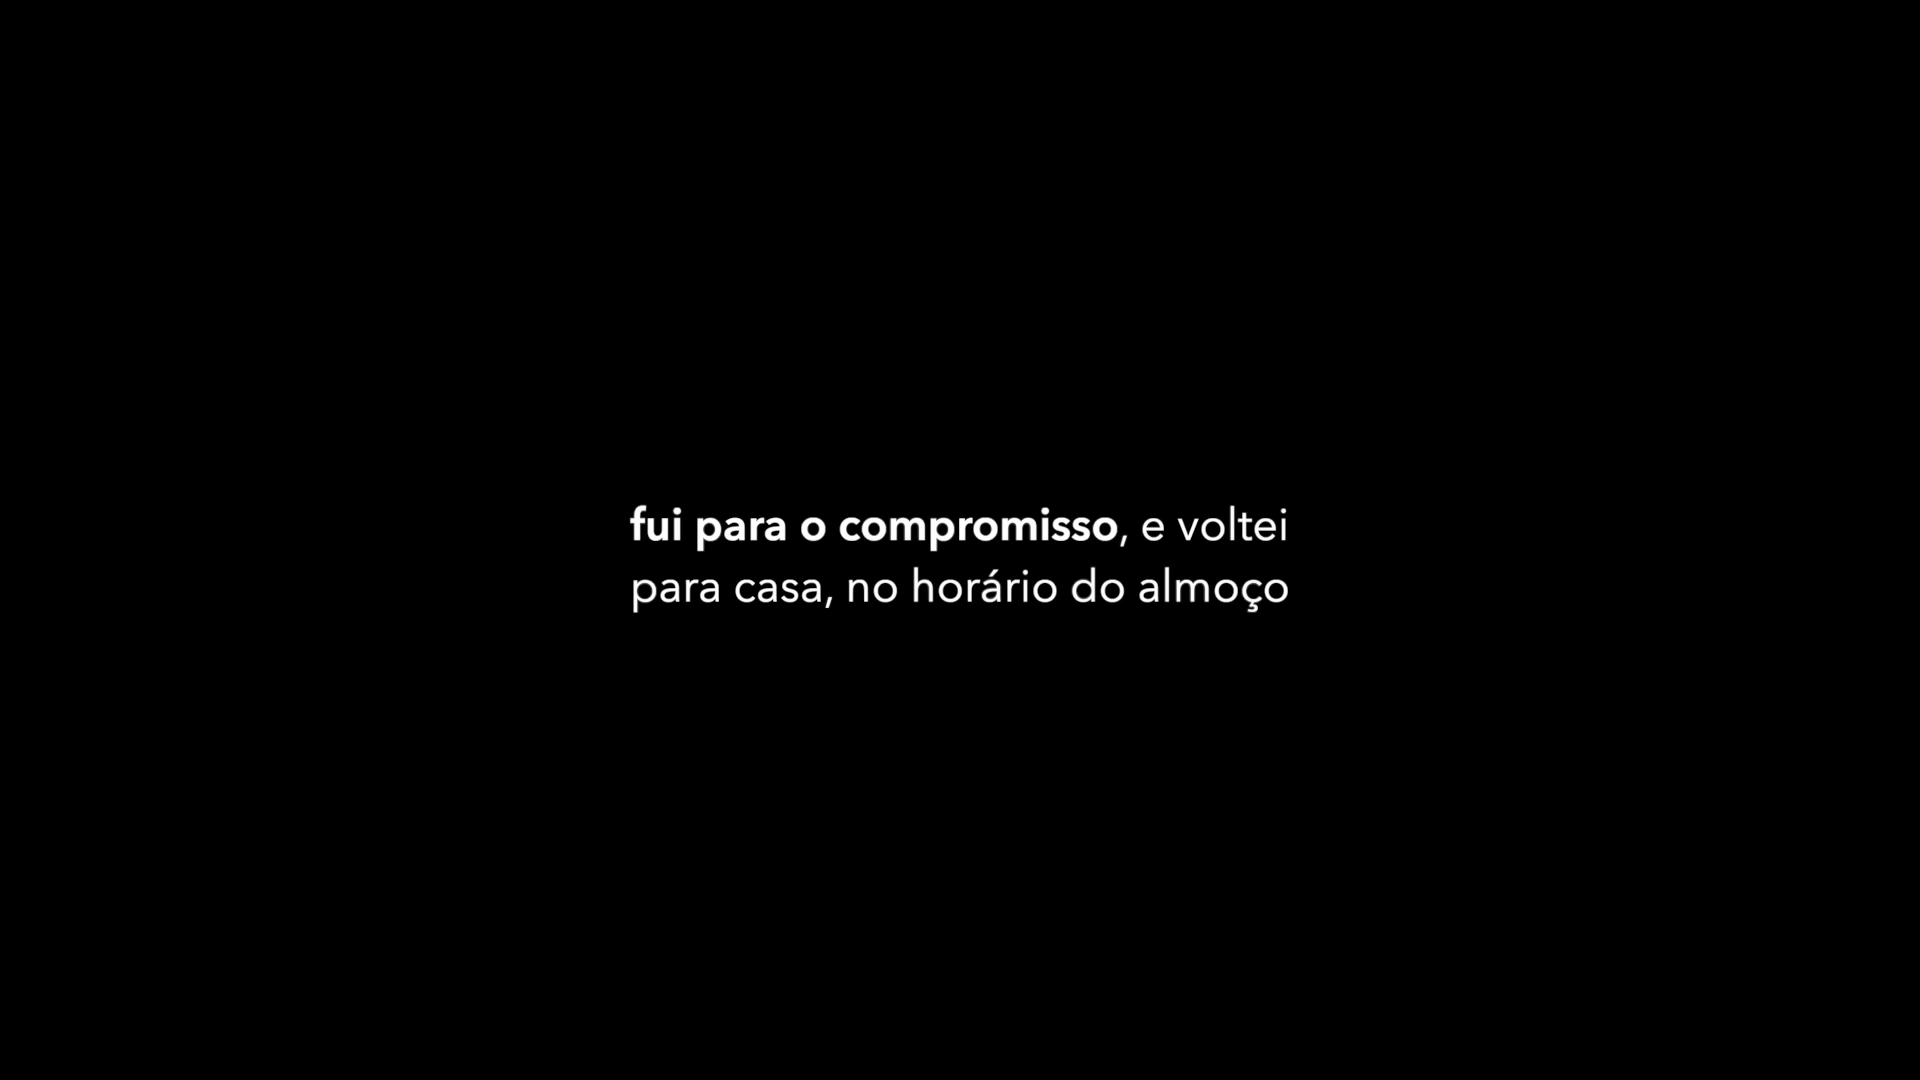 fui para o compromisso, e voltei
para casa, no horário do almoço